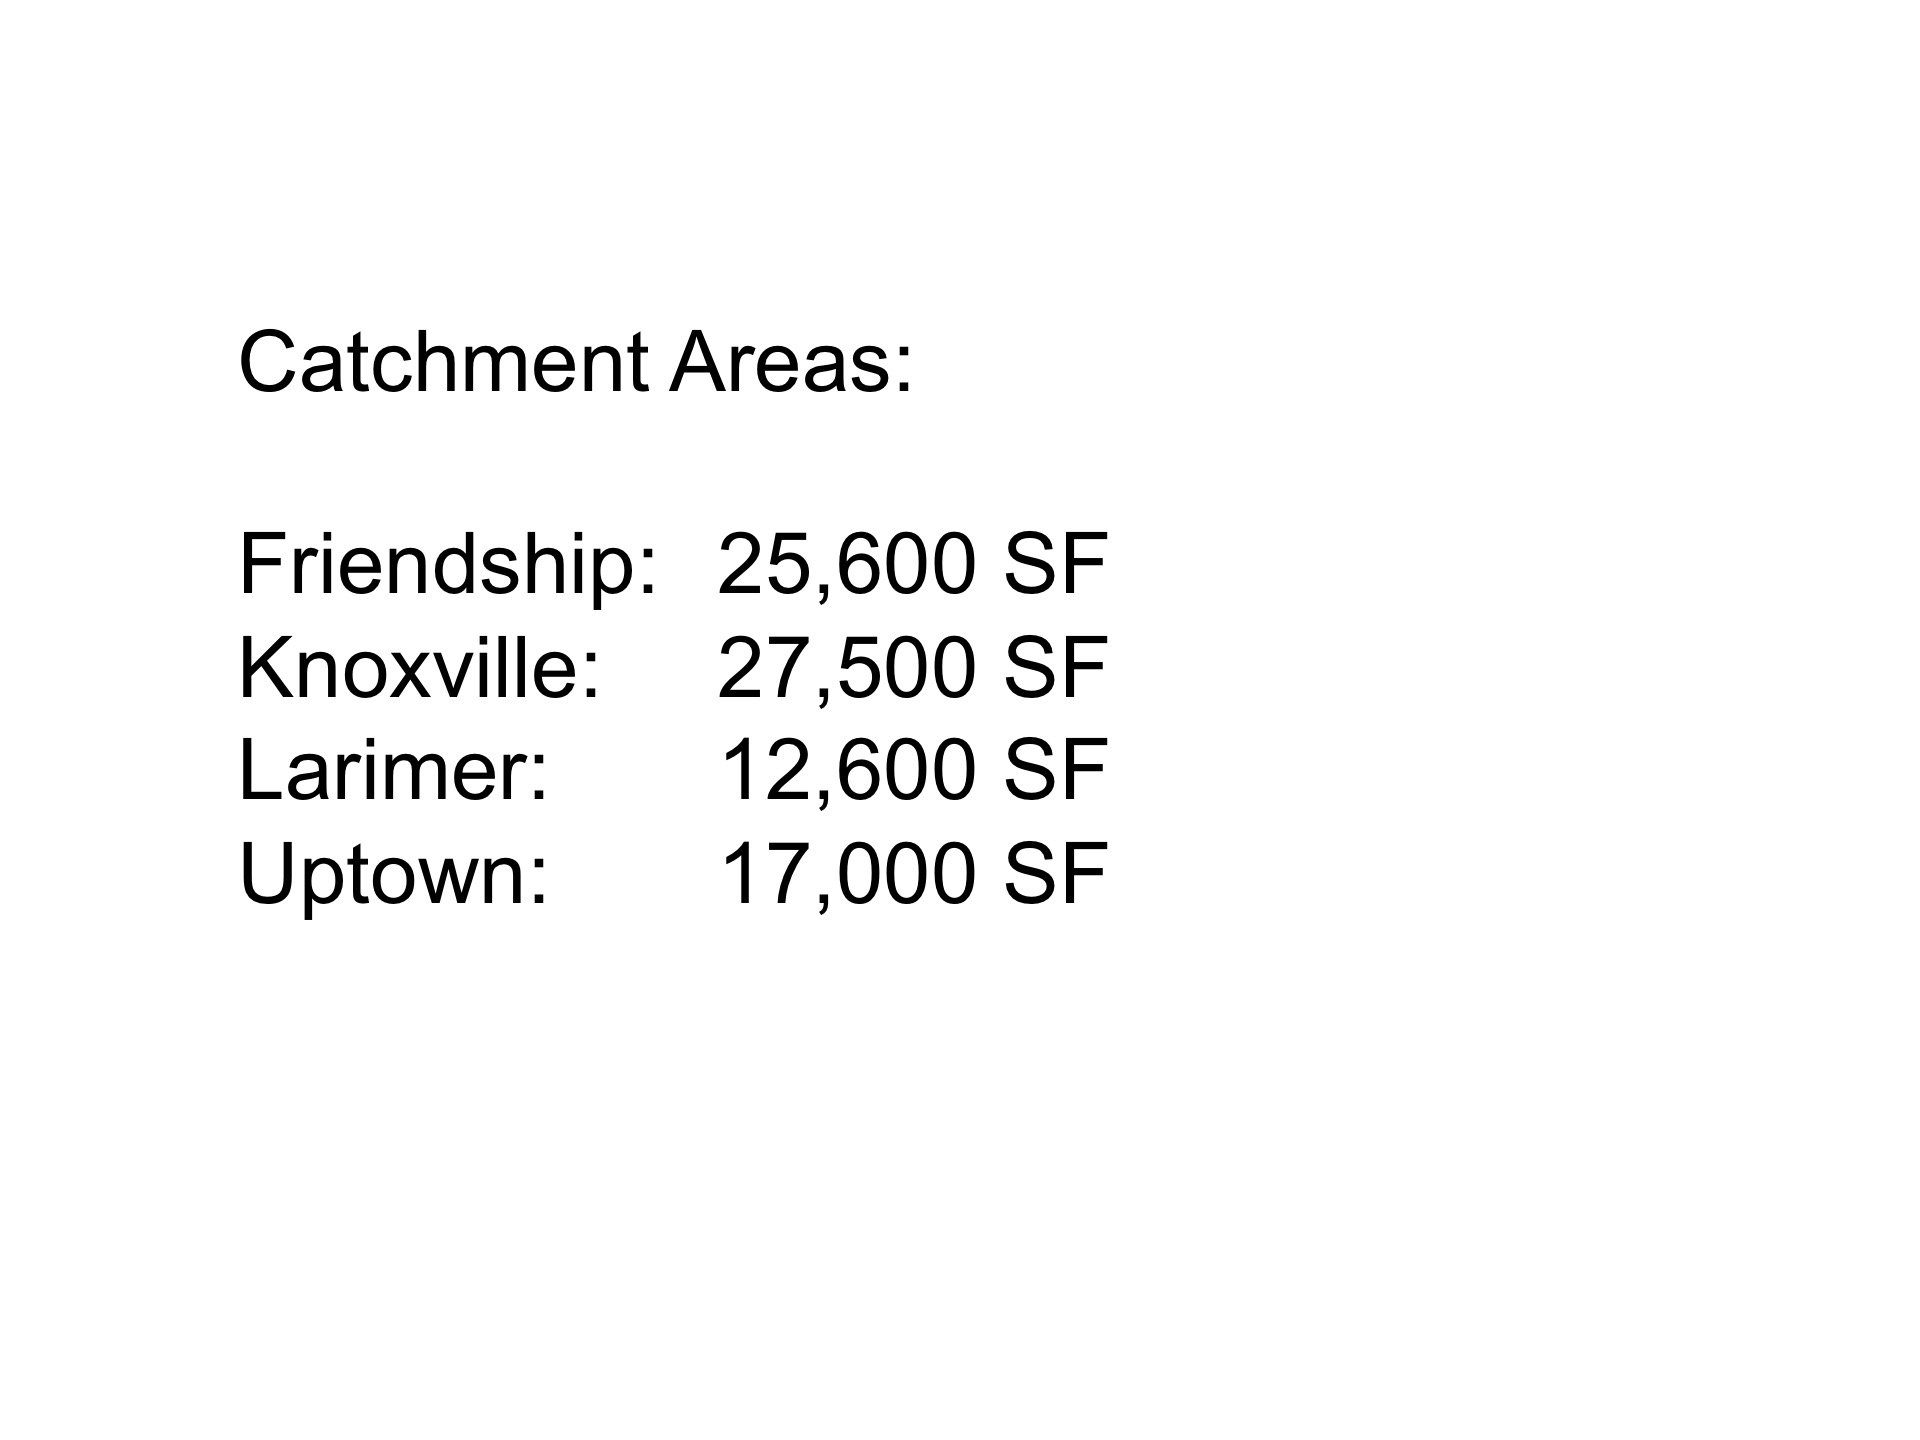 Catchment Areas:
Friendship: 25,600 SF
Knoxville: 27,500 SF
Larimer: 12,600 SF
Uptown: 17,000 SF